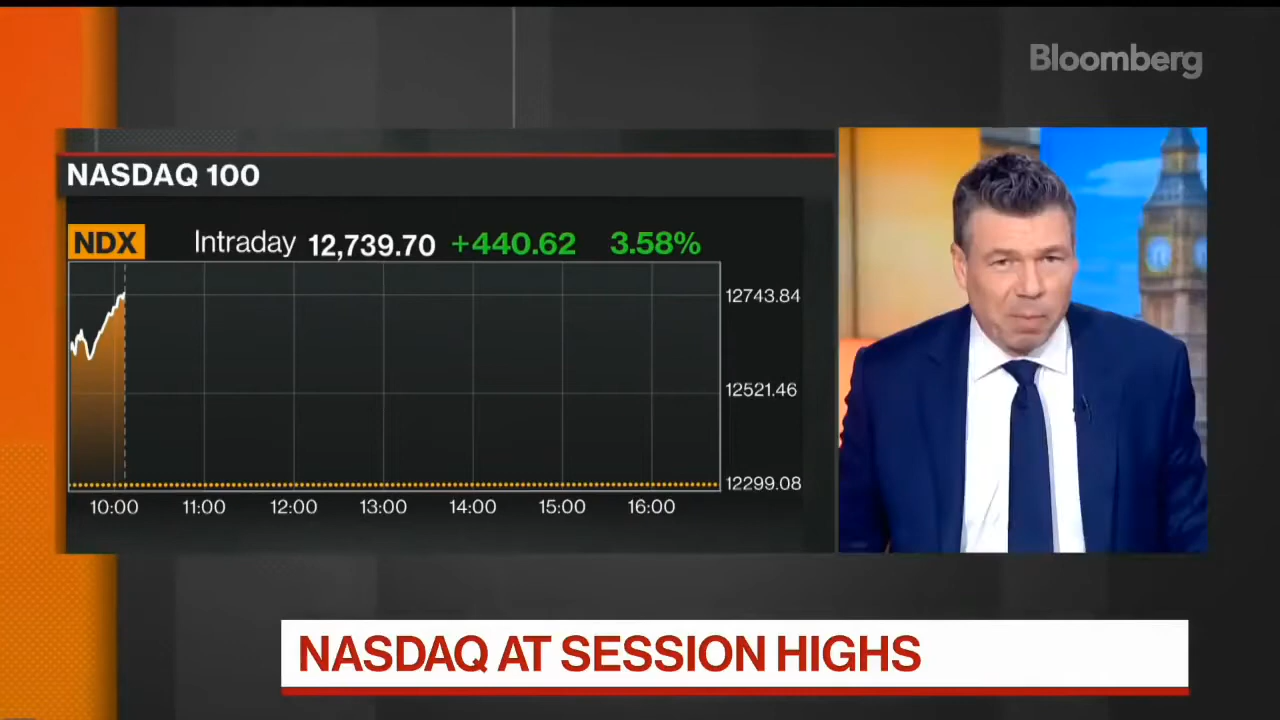 Bloomberg
NASDAQ 100
NDX Intraday 12,739.70 +440.62 3.58%
12743.84
12521.46
12299.08
10:00 11:00 12:00 13:00 14:00 15:00 16:00
NASDAQ AT SESSION HIGHS